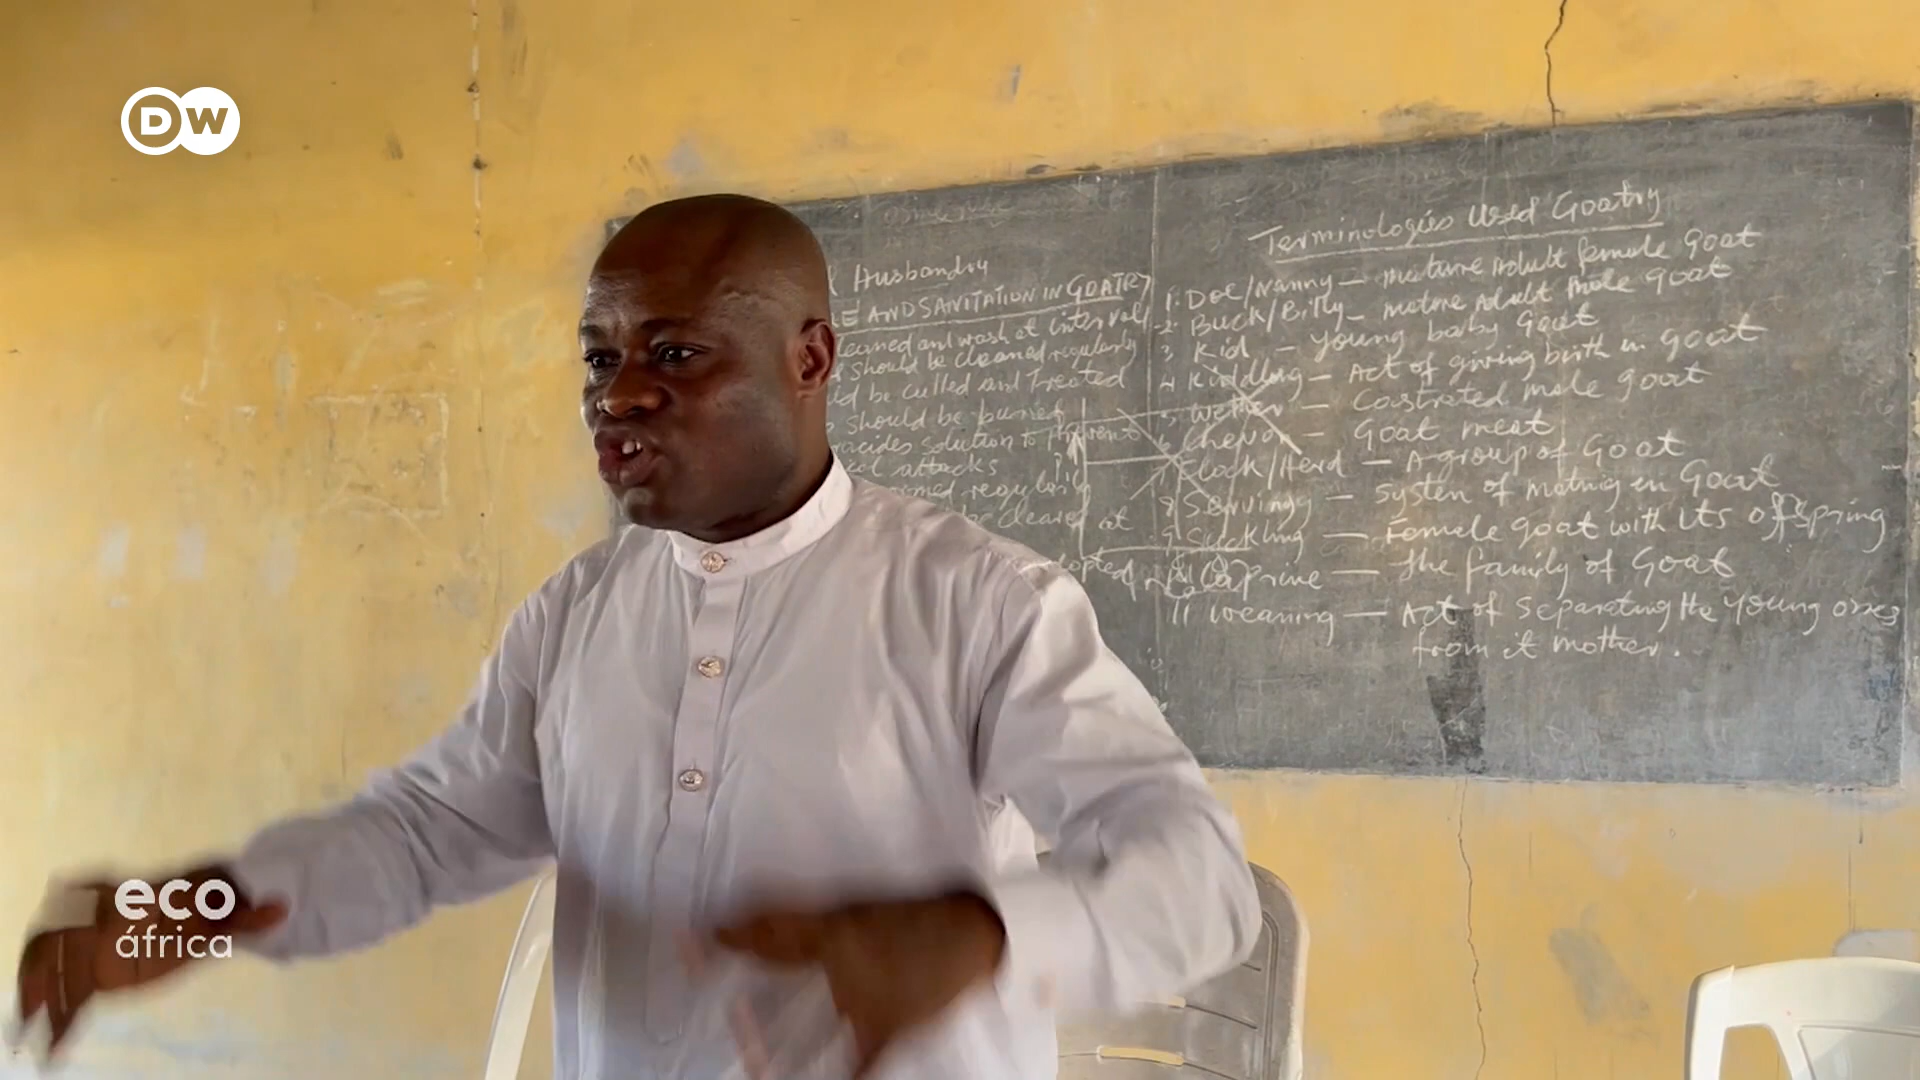 DW
Husbandry
AND SANITATION IN GOATRY
cleaned and wash at interval
should be cleaned regularly
be culled and Treated
should be burned
solution to prevent
attacks
regularly
at
Terminologies Used Goatry
1. Doe/Nanny – mature Adult female goat
2 Buck/Billy – mature Adult male goat
3 Kid – young baby Goat
4 Kiddling – Act of giving birth in goat
5 Wether – Castrated male goat
6 Chevon – Goat meat
Flock/Herd – A group of Goat
8 Serving – System of mating in Goat
9 Suckling – Female goat with its offspring
Caprine – the family of Goat
11 Weaning – Act of Separating the young ones
from it mother.
eco
áfrica